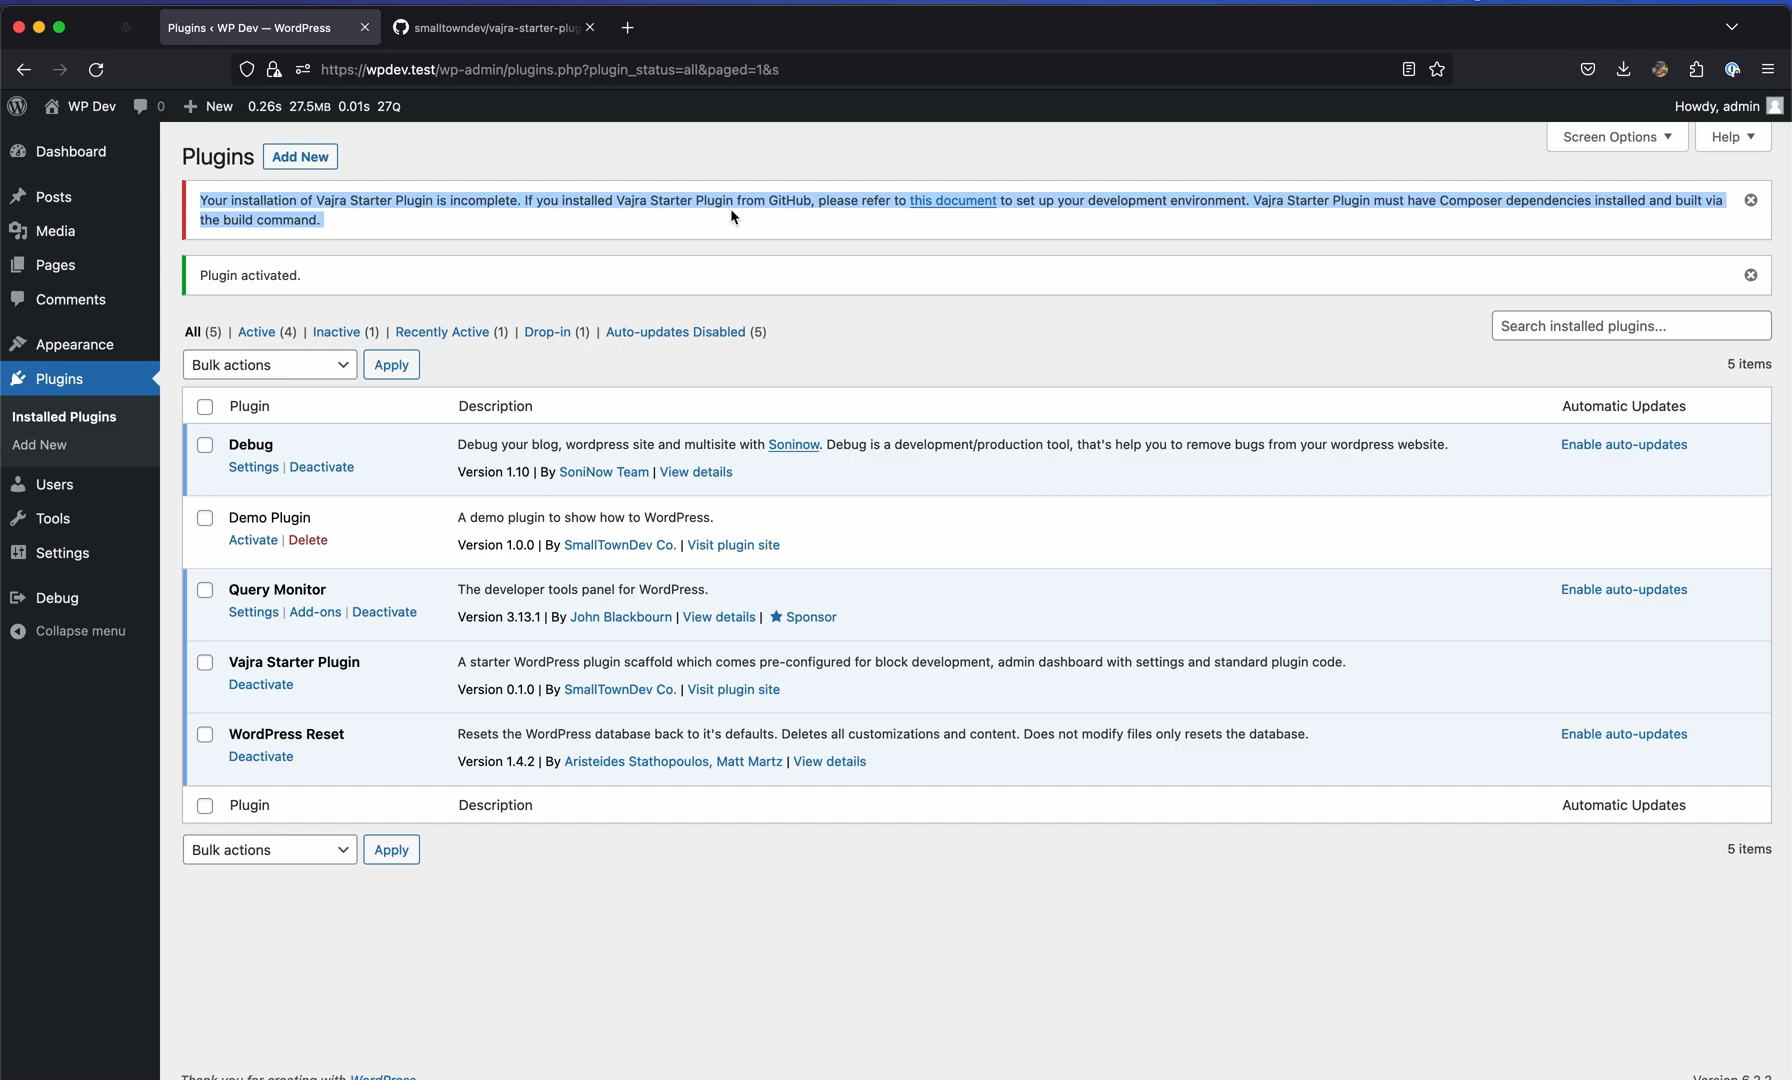 Plugins ‹ WP Dev — WordPress
smalltowndev/vajra-starter-plug
https://wpdev.test/wp-admin/plugins.php?plugin_status=all&paged=1&s
WP Dev 0 New 0.26s 27.5MB 0.01s 27Q
Howdy, admin
Dashboard
Posts
Media
Pages
Comments
Appearance
Plugins
Installed Plugins
Add New
Users
Tools
Settings
Debug
Collapse menu
Screen Options
Help
Plugins Add New
Your installation of Vajra Starter Plugin is incomplete. If you installed Vajra Starter Plugin from GitHub, please refer to this document to set up your development environment. Vajra Starter Plugin must have Composer dependencies installed and built via
the build command.
Plugin activated.
All (5) | Active (4) | Inactive (1) | Recently Active (1) | Drop-in (1) | Auto-updates Disabled (5)
Search installed plugins...
Bulk actions Apply
5 items
Plugin Description Automatic Updates
Debug Debug your blog, wordpress site and multisite with Soninow. Debug is a development/production tool, that's help you to remove bugs from your wordpress website. Enable auto-updates
Settings | Deactivate Version 1.10 | By SoniNow Team | View details
Demo Plugin A demo plugin to show how to WordPress.
Activate | Delete Version 1.0.0 | By SmallTownDev Co. | Visit plugin site
Query Monitor The developer tools panel for WordPress. Enable auto-updates
Settings | Add-ons | Deactivate Version 3.13.1 | By John Blackbourn | View details | ★ Sponsor
Vajra Starter Plugin A starter WordPress plugin scaffold which comes pre-configured for block development, admin dashboard with settings and standard plugin code.
Deactivate Version 0.1.0 | By SmallTownDev Co. | Visit plugin site
WordPress Reset Resets the WordPress database back to it's defaults. Deletes all customizations and content. Does not modify files only resets the database. Enable auto-updates
Deactivate Version 1.4.2 | By Aristeides Stathopoulos, Matt Martz | View details
Plugin Description Automatic Updates
Bulk actions Apply
5 items
Thank you for creating with WordPress
Version 6.2.2